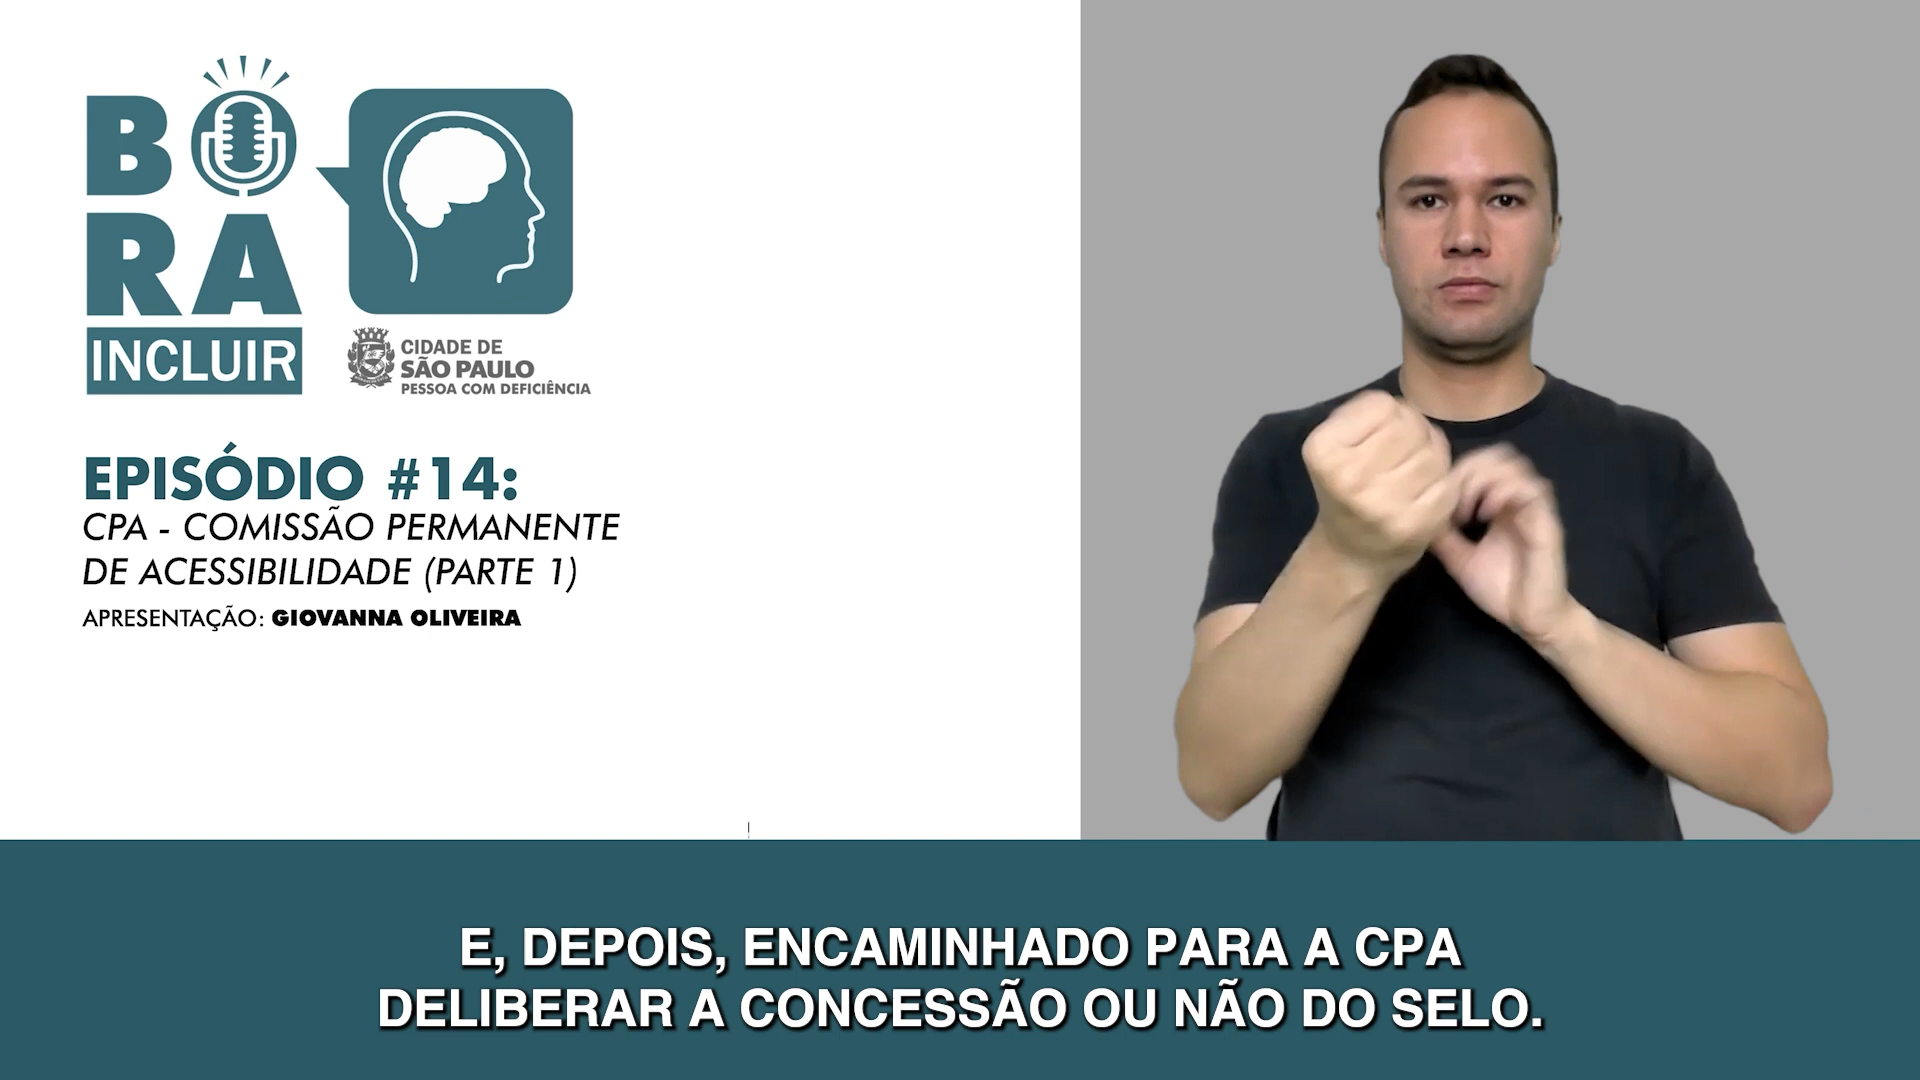 BORA
INCLUIR
CIDADE DE
SÃO PAULO
PESSOA COM DEFICIÊNCIA
EPISÓDIO #14:
CPA - COMISSÃO PERMANENTE
DE ACESSIBILIDADE (PARTE 1)
APRESENTAÇÃO: GIOVANNA OLIVEIRA
E, DEPOIS, ENCAMINHADO PARA A CPA
DELIBERAR A CONCESSÃO OU NÃO DO SELO.